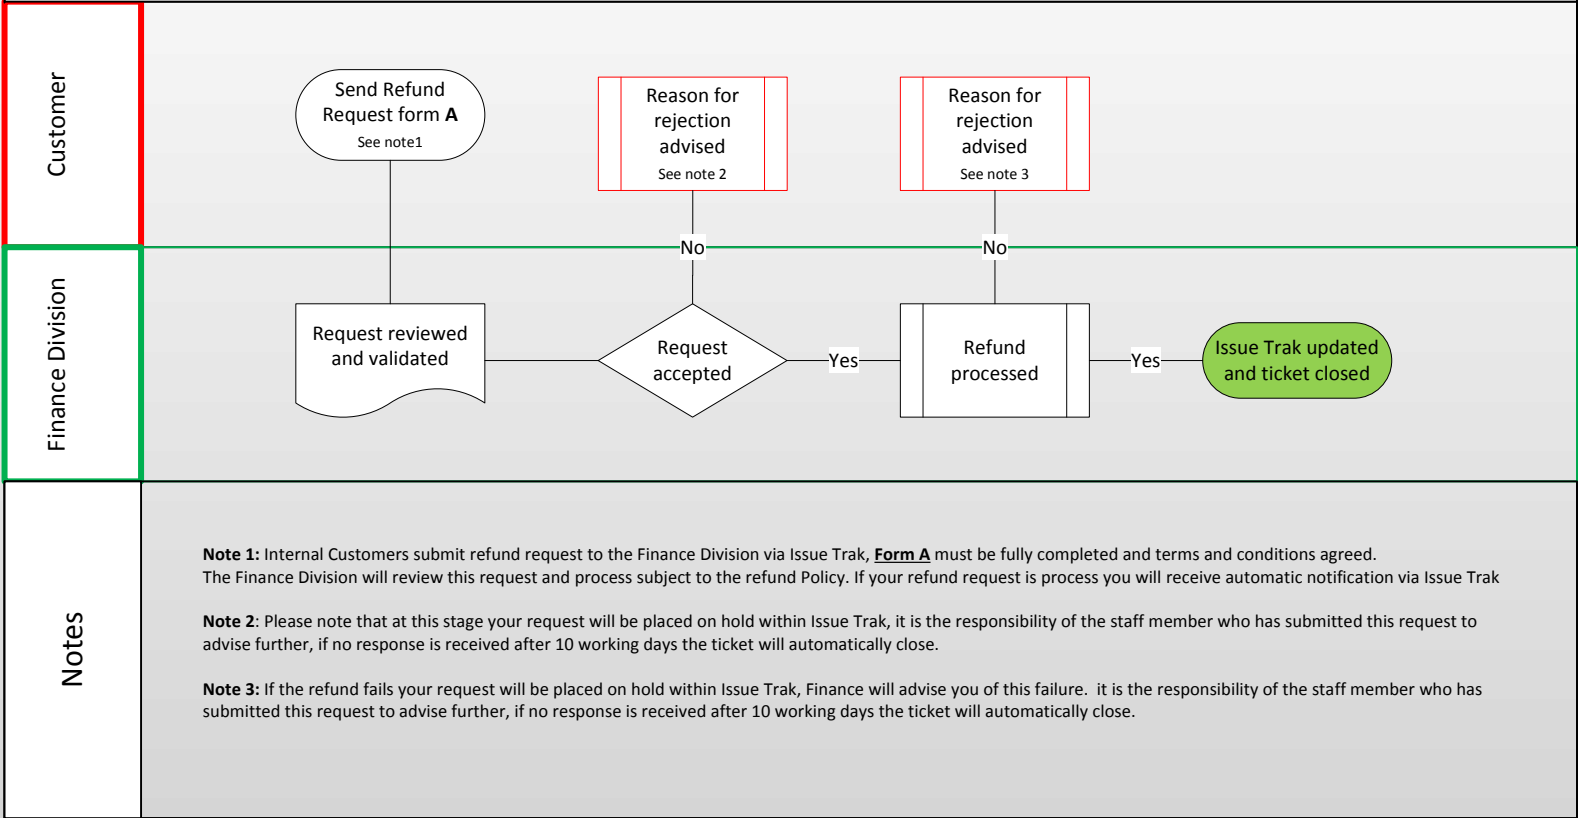 Customer
Send Refund
Request form A
See note1
Reason for
rejection
advised
See note 2
Reason for
rejection
advised
See note 3
No
No
Finance Division
Request reviewed
and validated
Request
accepted
Yes
Refund
processed
Yes
Issue Trak updated
and ticket closed
Notes
Note 1: Internal Customers submit refund request to the Finance Division via Issue Trak, Form A must be fully completed and terms and conditions agreed.
The Finance Division will review this request and process subject to the refund Policy. If your refund request is process you will receive automatic notification via Issue Trak
Note 2: Please note that at this stage your request will be placed on hold within Issue Trak, it is the responsibility of the staff member who has submitted this request to
advise further, if no response is received after 10 working days the ticket will automatically close.
Note 3: If the refund fails your request will be placed on hold within Issue Trak, Finance will advise you of this failure.  it is the responsibility of the staff member who has
submitted this request to advise further, if no response is received after 10 working days the ticket will automatically close.